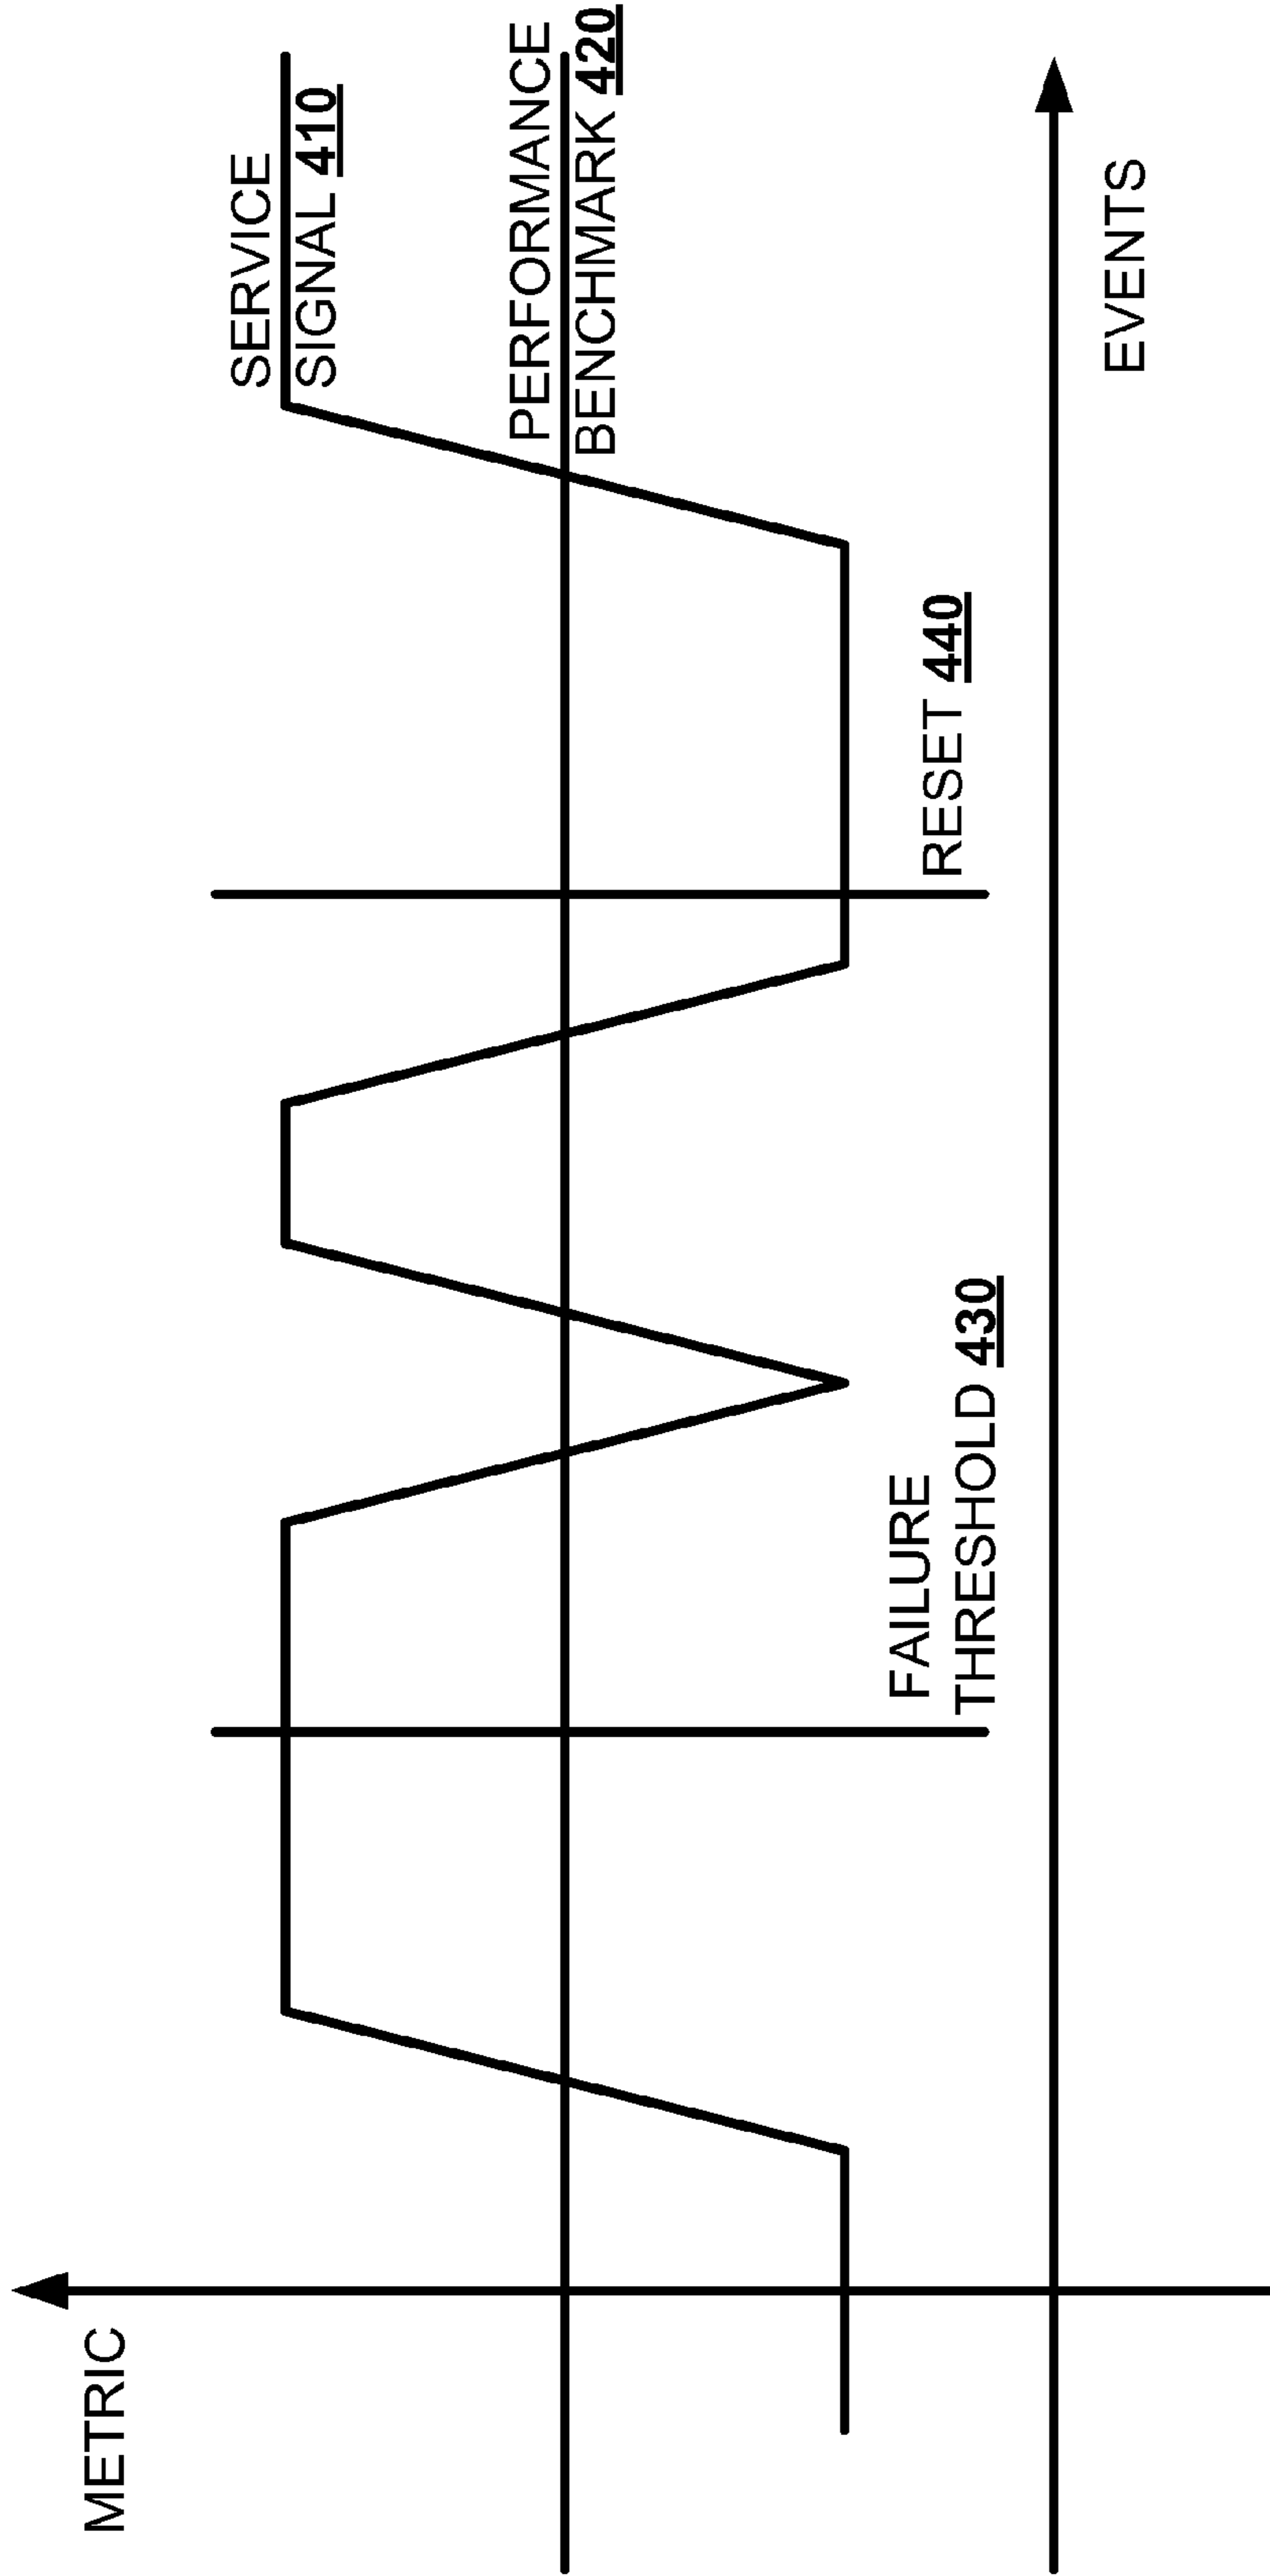 METRIC
SERVICE
SIGNAL 410
PERFORMANCE
BENCHMARK 420
FAILURE
THRESHOLD 430
RESET 440
EVENTS